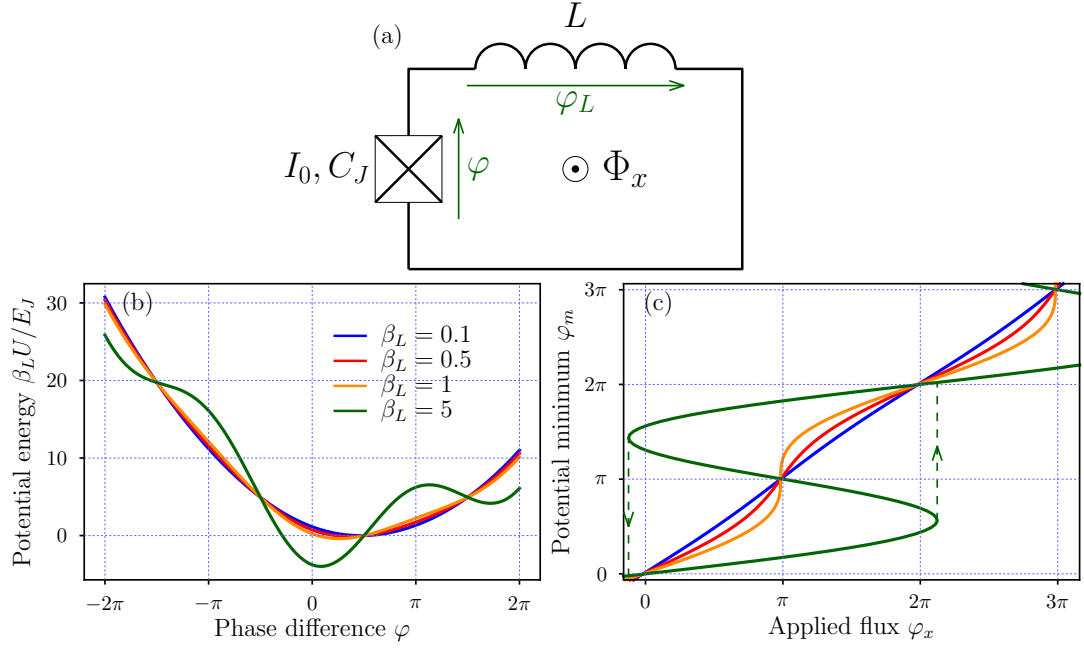 (a)
L
φ_L
I_0, C_J
φ
Φ_x
(b)
Potential energy β_L U/E_J
30
20
10
0
β_L = 0.1
β_L = 0.5
β_L = 1
β_L = 5
−2π
−π
0
π
2π
Phase difference φ
(c)
Potential minimum φ_m
3π
2π
π
0
0
π
2π
3π
Applied flux φ_x